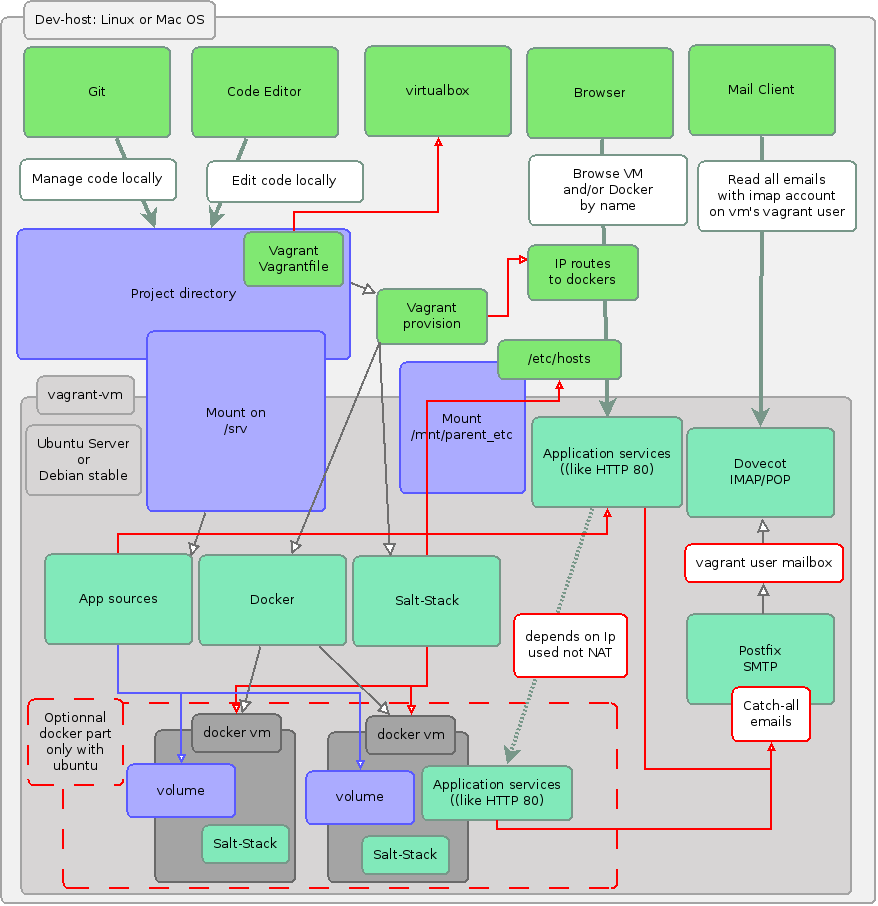 Dev-host: Linux or Mac OS
Git
Code Editor
virtualbox
Browser
Mail Client
Manage code locally
Edit code locally
Browse VM
and/or Docker
by name
Read all emails
with imap account
on vm's vagrant user
Vagrant
Vagrantfile
Project directory
IP routes
to dockers
Vagrant
provision
/etc/hosts
vagrant-vm
Mount on
/srv
Mount
/mnt/parent_etc
Ubuntu Server
or
Debian stable
Application services
((like HTTP 80)
Dovecot
IMAP/POP
vagrant user mailbox
App sources
Docker
Salt-Stack
depends on Ip
used not NAT
Postfix
SMTP
Catch-all
emails
Optionnal
docker part
only with
ubuntu
docker vm
docker vm
volume
volume
Application services
((like HTTP 80)
Salt-Stack
Salt-Stack